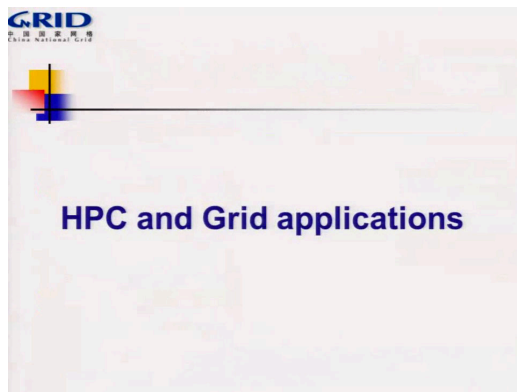 GRID
中国国家网格
China National Grid
HPC and Grid applications